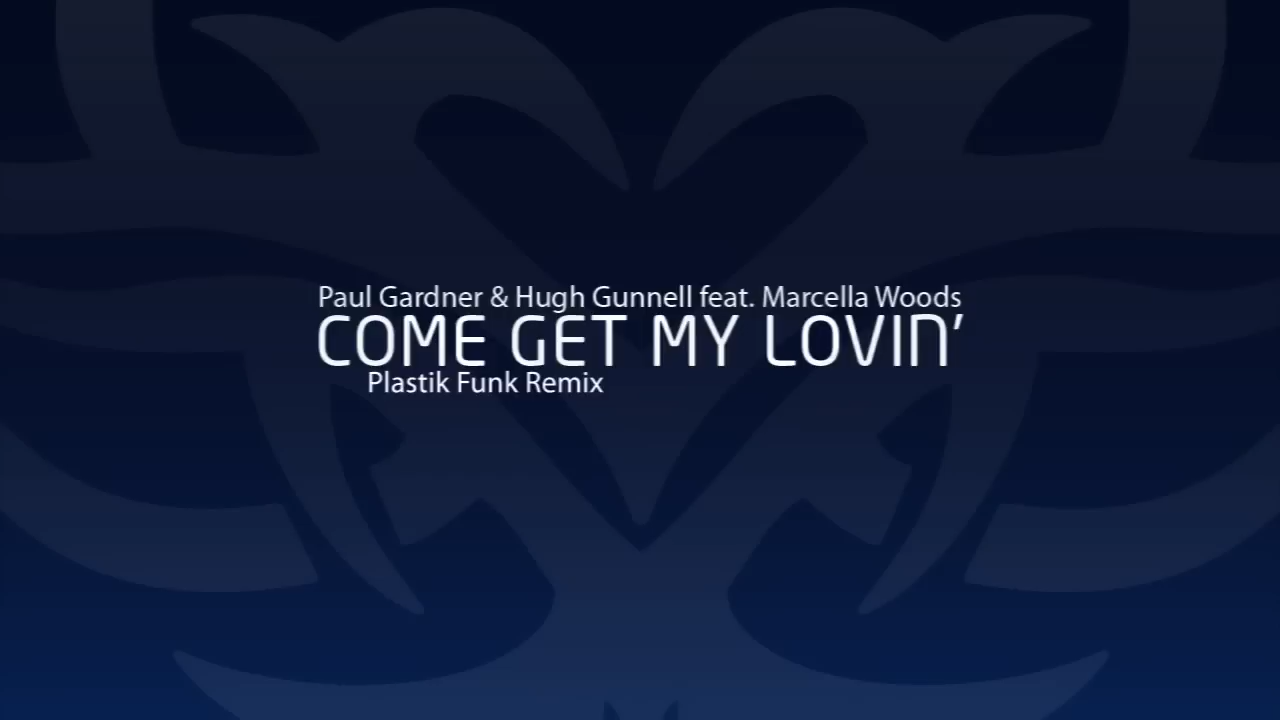 Paul Gardner & Hugh Gunnell feat. Marcella Woods
COME GET MY LOVIN’
Plastik Funk Remix